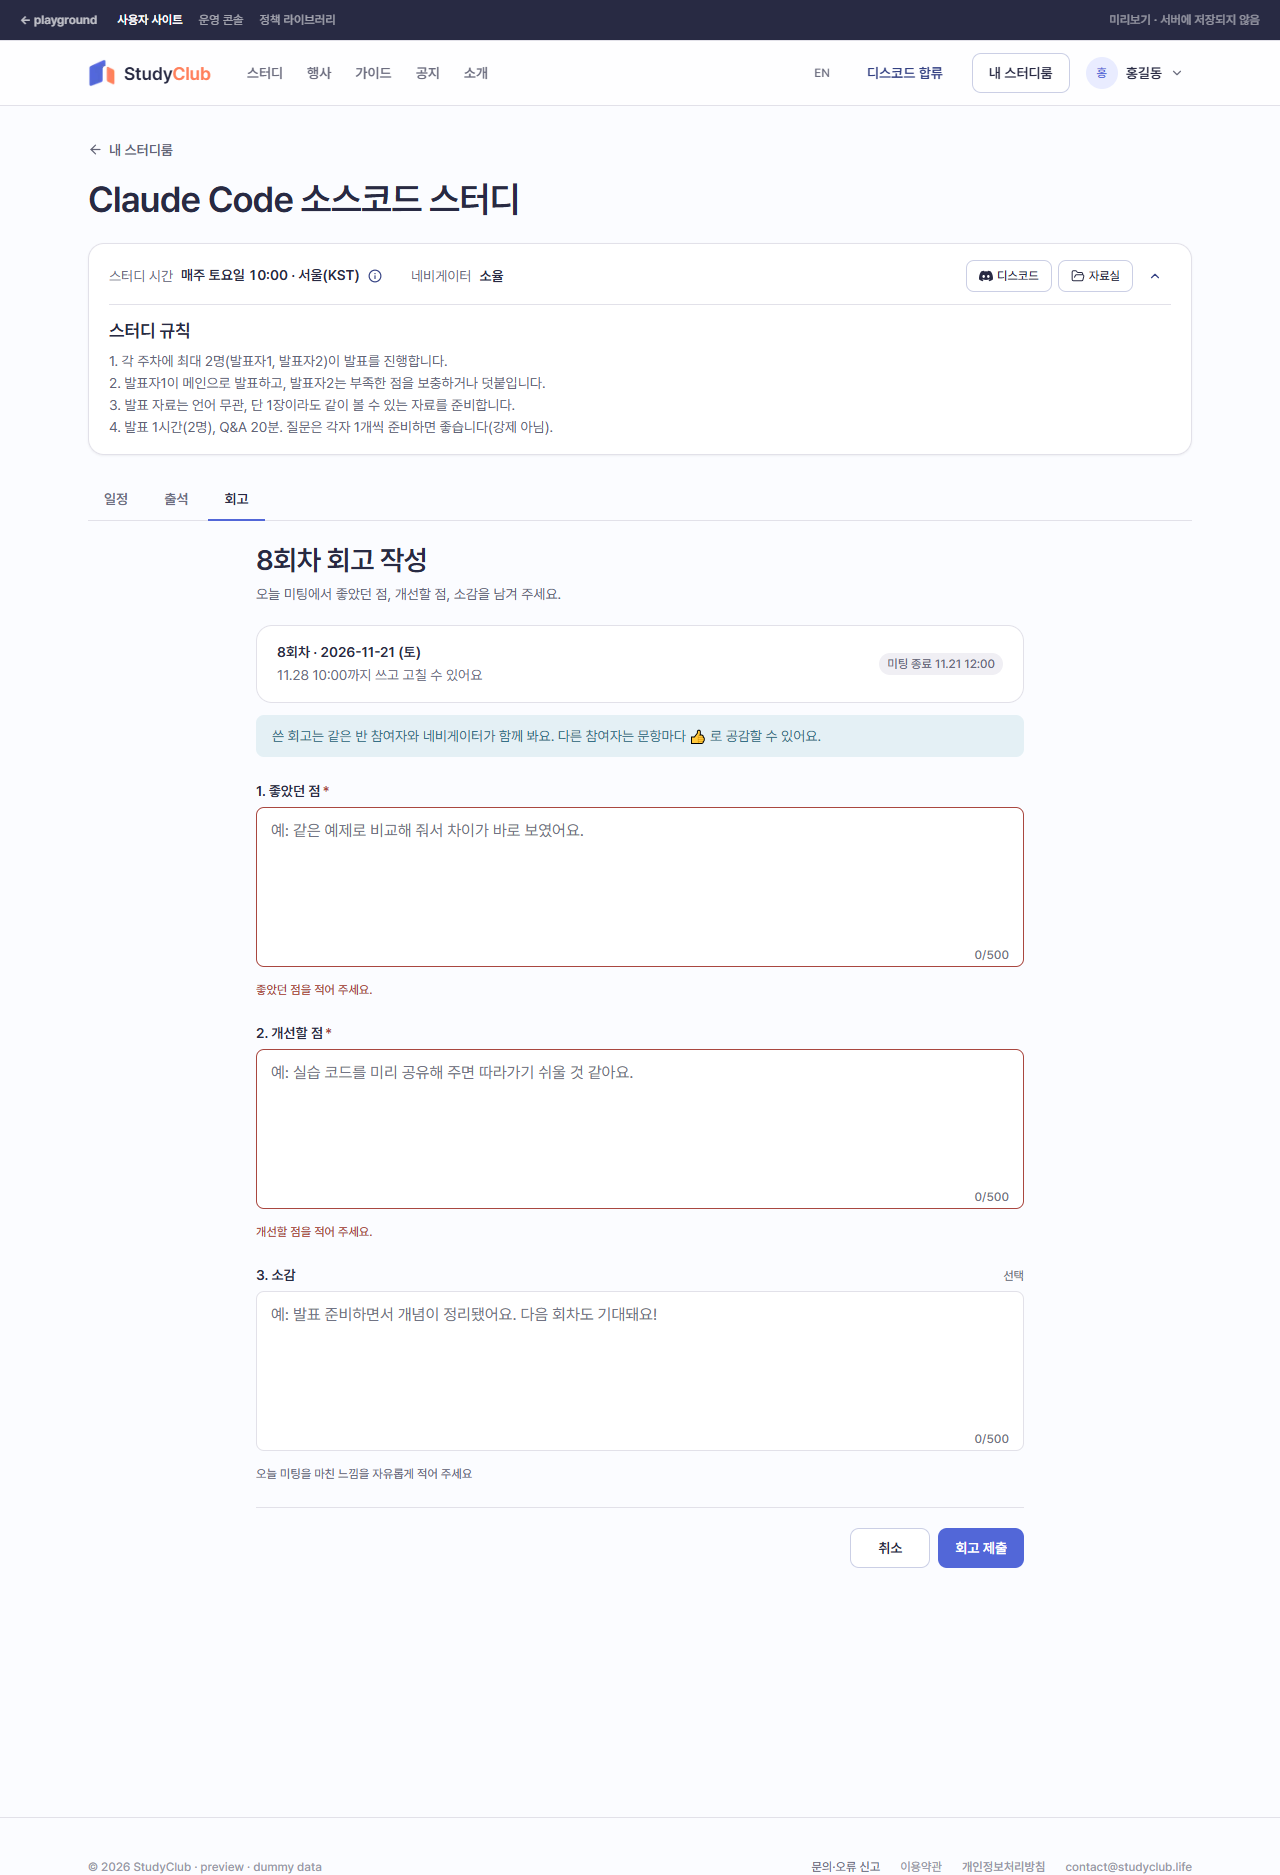 ← playground 사용자 사이트 운영 콘솔 정책 라이브러리 미리보기 · 서버에 저장되지 않음
StudyClub 스터디 행사 가이드 공지 소개 EN 디스코드 합류 내 스터디룸 홍 홍길동
← 내 스터디룸
Claude Code 소스코드 스터디
스터디 시간 매주 토요일 10:00 · 서울(KST) 네비게이터 소율 디스코드 자료실
스터디 규칙
1. 각 주차에 최대 2명(발표자1, 발표자2)이 발표를 진행합니다.
2. 발표자1이 메인으로 발표하고, 발표자2는 부족한 점을 보충하거나 덧붙입니다.
3. 발표 자료는 언어 무관, 단 1장이라도 같이 볼 수 있는 자료를 준비합니다.
4. 발표 1시간(2명), Q&A 20분. 질문은 각자 1개씩 준비하면 좋습니다(강제 아님).
일정 출석 회고
8회차 회고 작성
오늘 미팅에서 좋았던 점, 개선할 점, 소감을 남겨 주세요.
8회차 · 2026-11-21 (토)
11.28 10:00까지 쓰고 고칠 수 있어요
미팅 종료 11.21 12:00
쓴 회고는 같은 반 참여자와 네비게이터가 함께 봐요. 다른 참여자는 문항마다 👍 로 공감할 수 있어요.
1. 좋았던 점 *
예: 같은 예제로 비교해 줘서 차이가 바로 보였어요.
0/500
좋았던 점을 적어 주세요.
2. 개선할 점 *
예: 실습 코드를 미리 공유해 주면 따라가기 쉬울 것 같아요.
0/500
개선할 점을 적어 주세요.
3. 소감 선택
예: 발표 준비하면서 개념이 정리됐어요. 다음 회차도 기대돼요!
0/500
오늘 미팅을 마친 느낌을 자유롭게 적어 주세요
취소 회고 제출
© 2026 StudyClub · preview · dummy data 문의·오류 신고 이용약관 개인정보처리방침 contact@studyclub.life